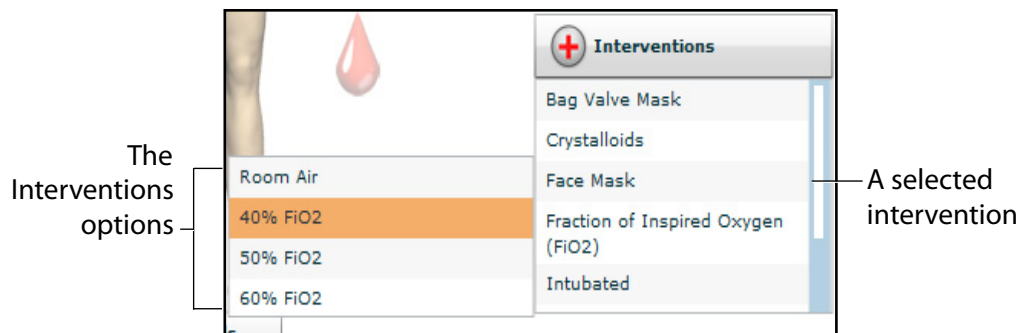 Interventions
Bag Valve Mask
Crystalloids
Face Mask
Fraction of Inspired Oxygen
(FiO2)
Intubated
The
Interventions
options
Room Air
40% FiO2
50% FiO2
60% FiO2
A selected
intervention